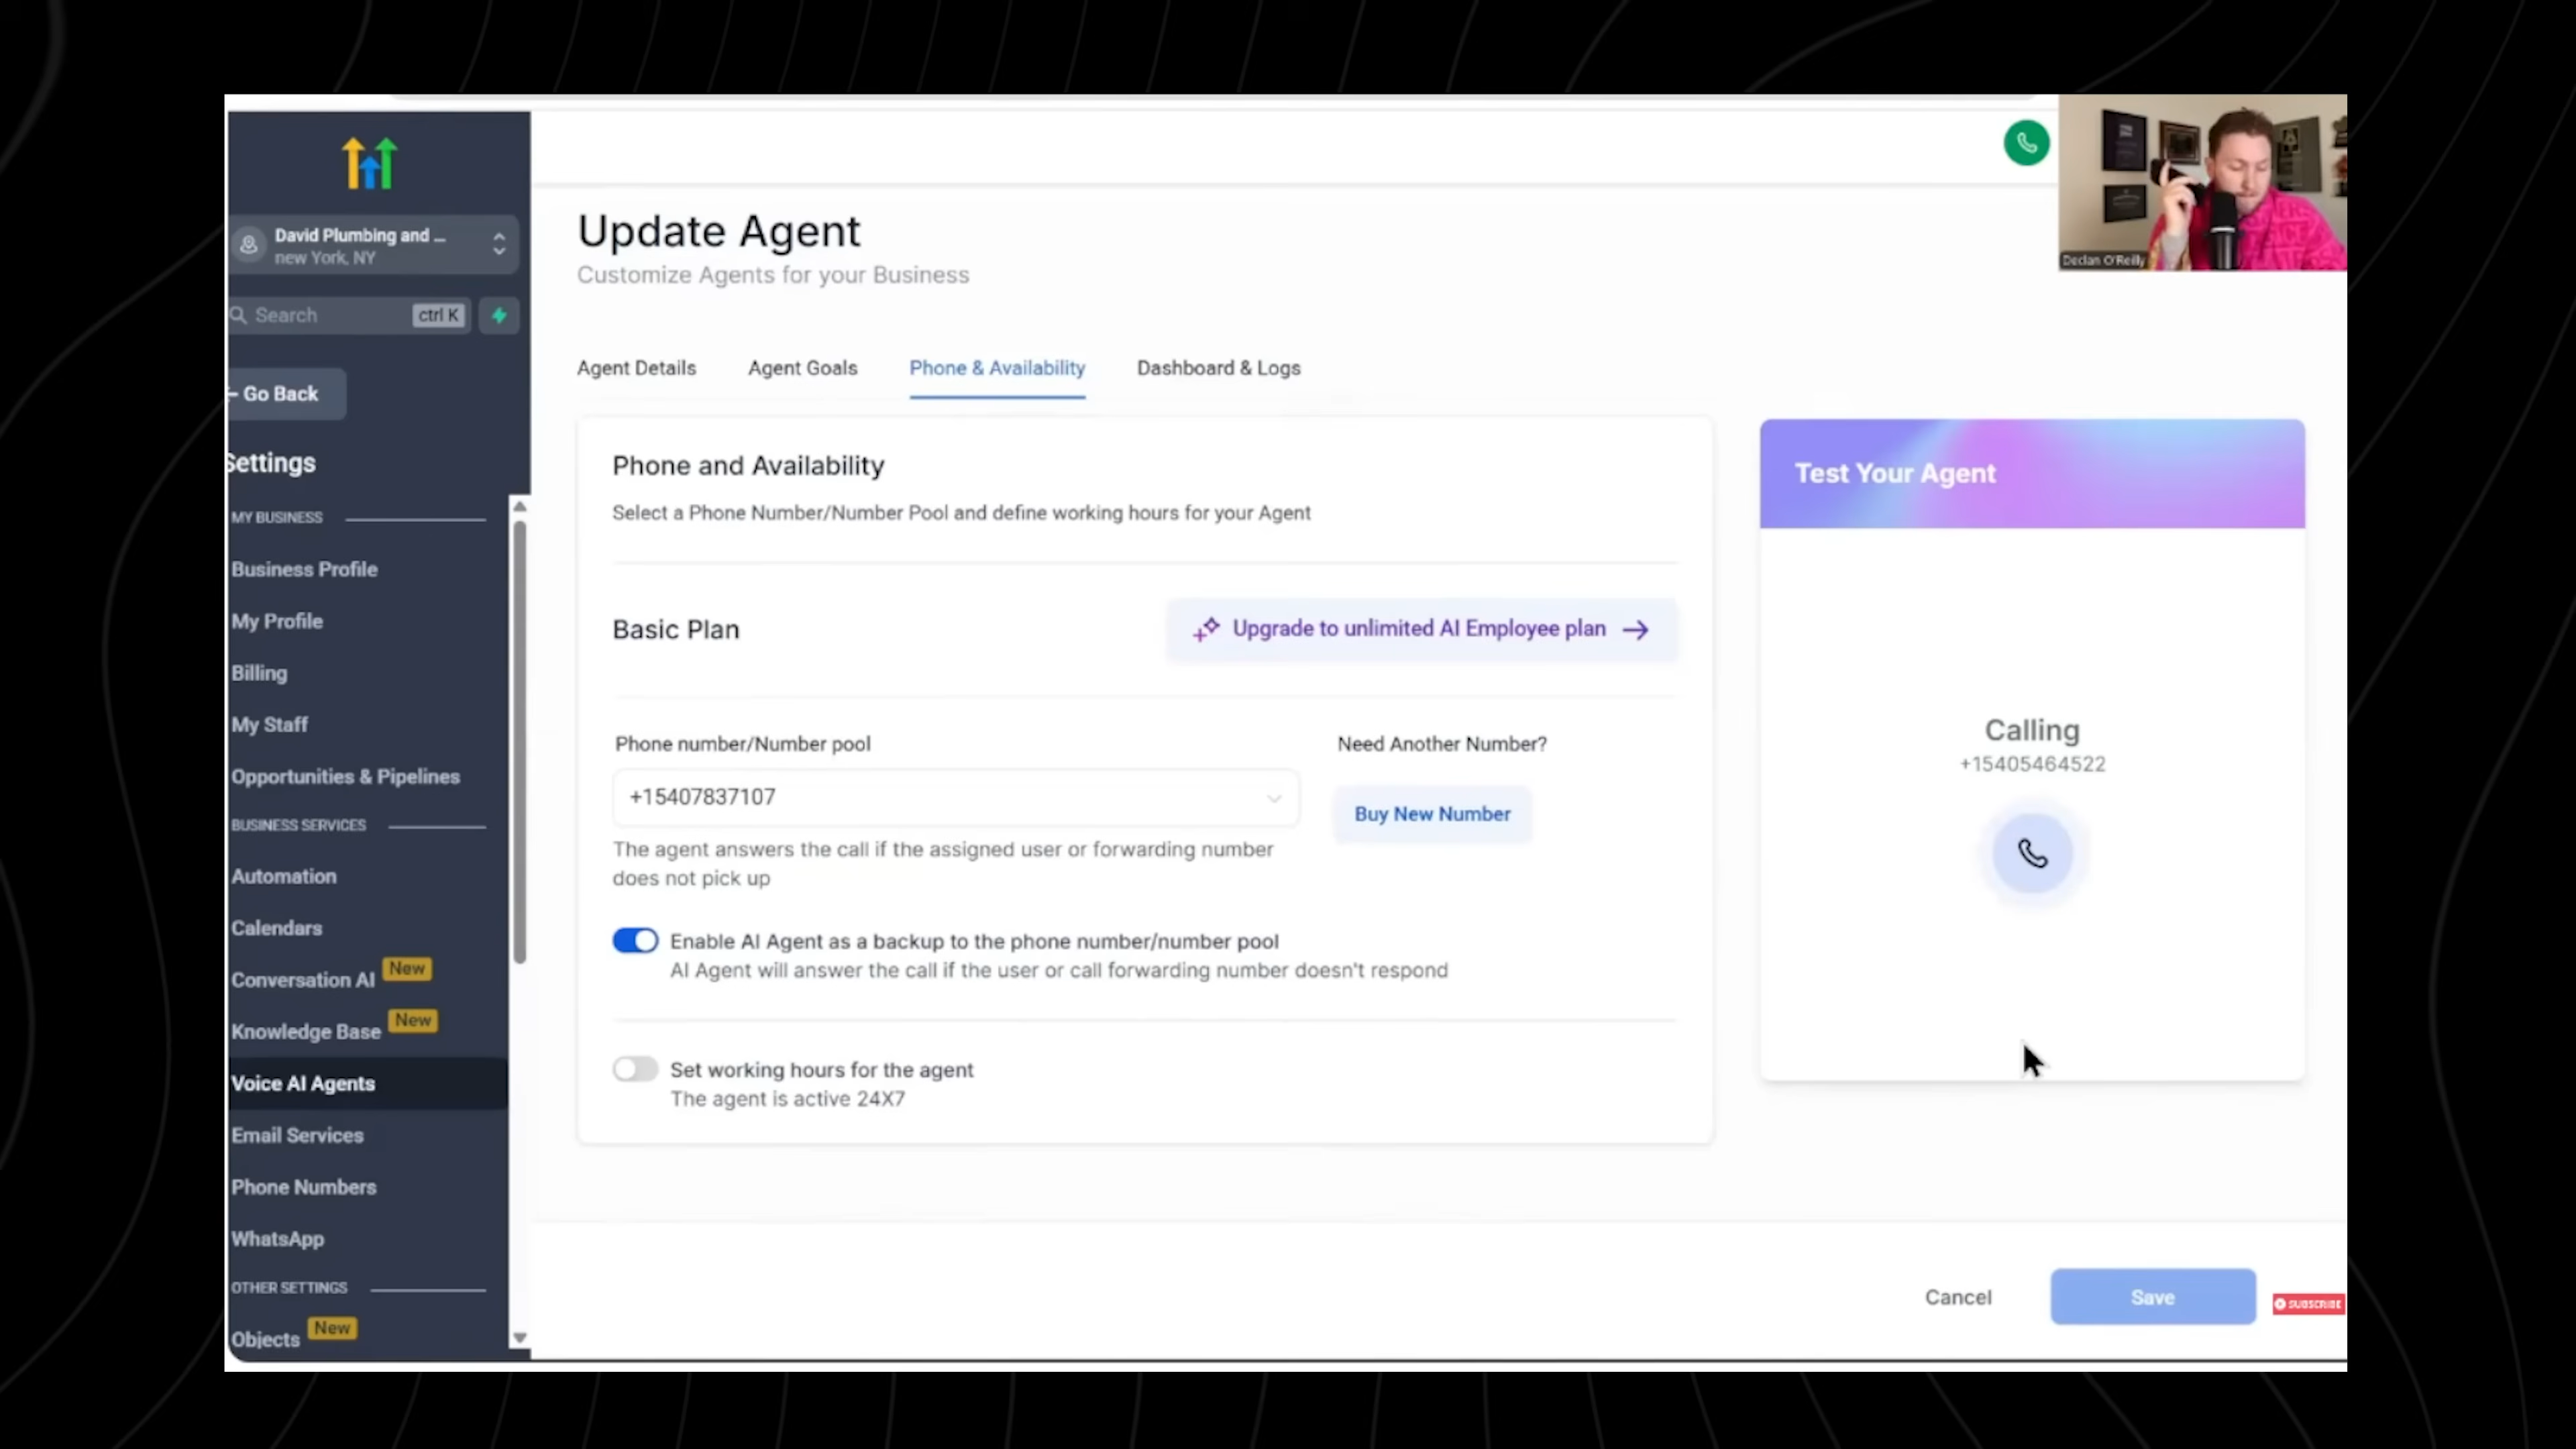 David Plumbing and ...
new York, NY
Search
ctrl K
Go Back
Settings
MY BUSINESS
Business Profile
My Profile
Billing
My Staff
Opportunities & Pipelines
BUSINESS SERVICES
Automation
Calendars
Conversation AI New
Knowledge Base New
Voice AI Agents
Email Services
Phone Numbers
WhatsApp
OTHER SETTINGS
Objects New
Update Agent
Customize Agents for your Business
Agent Details
Agent Goals
Phone & Availability
Dashboard & Logs
Phone and Availability
Select a Phone Number/Number Pool and define working hours for your Agent
Basic Plan
Upgrade to unlimited AI Employee plan
Phone number/Number pool
+15407837107
The agent answers the call if the assigned user or forwarding number
does not pick up
Need Another Number?
Buy New Number
Enable AI Agent as a backup to the phone number/number pool
AI Agent will answer the call if the user or call forwarding number doesn't respond
Set working hours for the agent
The agent is active 24X7
Declan O'Reilly
Test Your Agent
Calling
+15405464522
Cancel
Save
SUBSCRIBE